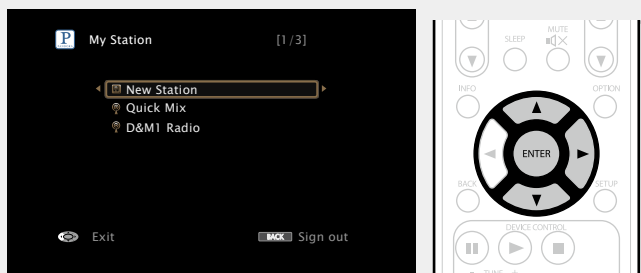 P My Station [1/3]
New Station
Quick Mix
D&M1 Radio
Exit BACK Sign out
MUTE
SLEEP
INFO OPTION
ENTER
BACK SETUP
DEVICE CONTROL
TUNE +